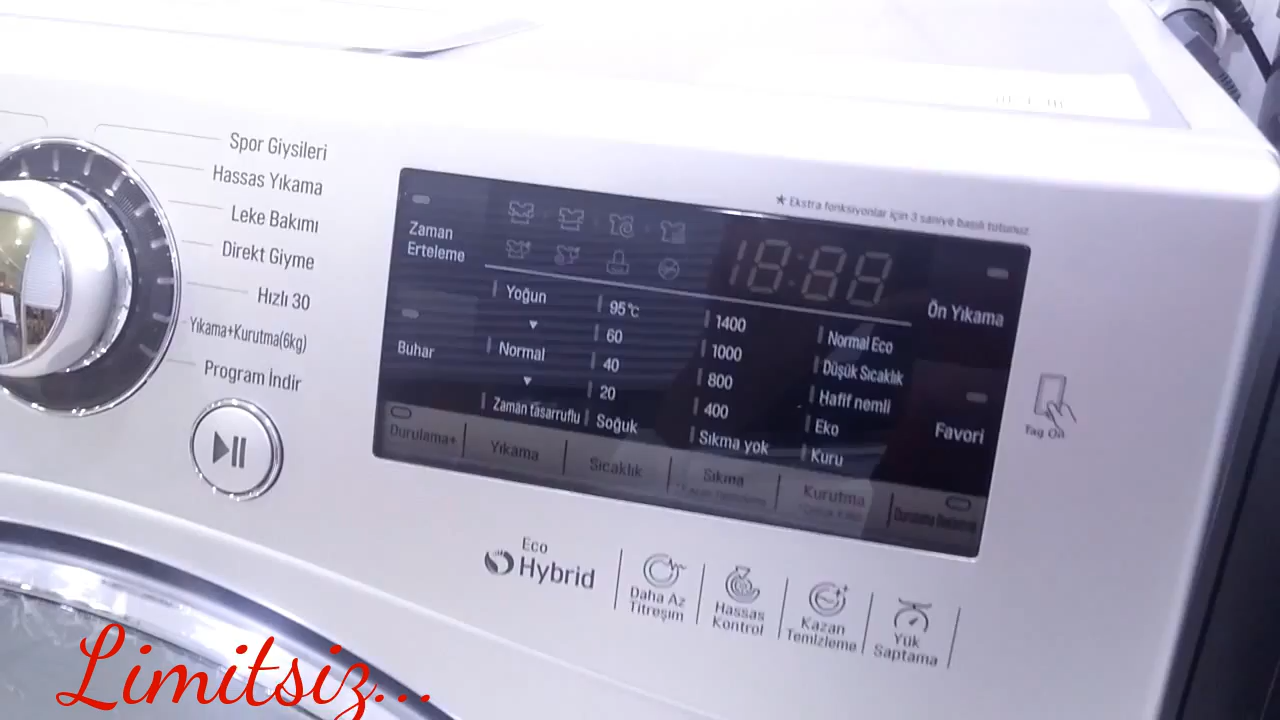 Spor Giysileri
Hassas Yıkama
Leke Bakımı
Direkt Giyme
Hızlı 30
Yıkama+Kurutma(6kg)
Program İndir
★ Ekstra fonksiyonlar için 3 saniye basılı tutunuz.
Zaman
Erteleme
18:88
Ön Yıkama
Buhar
Yoğun
Normal
Zaman tasarruflu
95°C
60
40
20
Soğuk
1400
1000
800
400
Sıkma yok
Normal Eco
Düşük Sıcaklık
Hafif nemli
Eko
Kuru
Favori
Tag On
Durulama+
Yıkama
Sıcaklık
Sıkma
Kurutma
Eco
Hybrid
Daha Az
Titreşim
Hassas
Kontrol
Kazan
Temizleme
Yük
Saptama
Limitsiz...